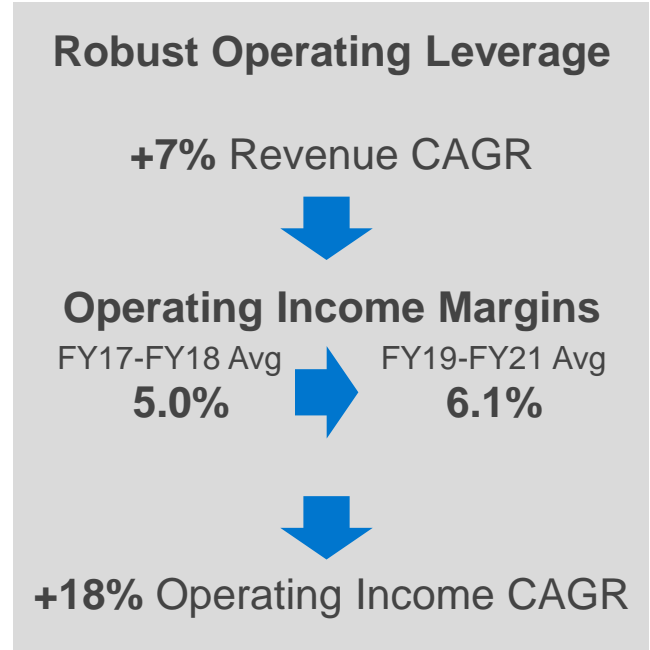 Robust Operating Leverage
+7% Revenue CAGR
Operating Income Margins
FY17-FY18 Avg FY19-FY21 Avg
5.0% 6.1%
+18% Operating Income CAGR